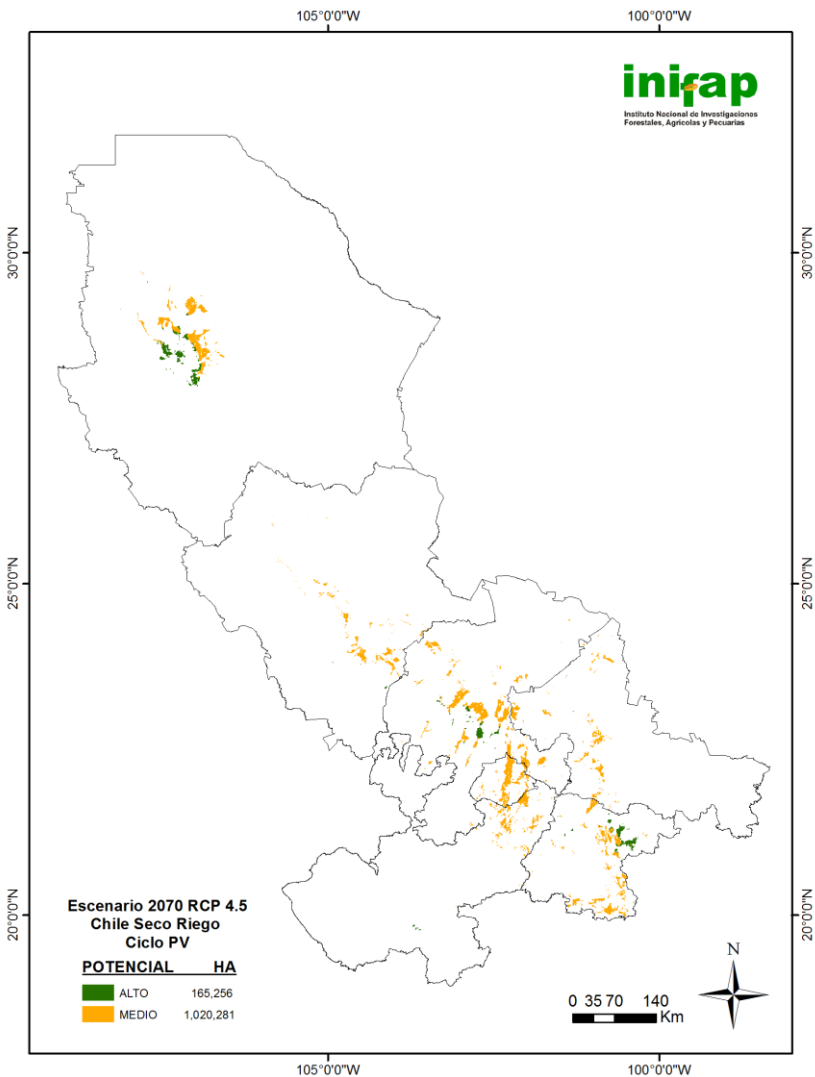 105°0'0"W 100°0'0"W
inifap
Instituto Nacional de Investigaciones
Forestales, Agrícolas y Pecuarias
30°0'0"N 30°0'0"N
25°0'0"N 25°0'0"N
20°0'0"N 20°0'0"N
Escenario 2070 RCP 4.5
Chile Seco Riego
Ciclo PV
POTENCIAL HA
ALTO 165,256
MEDIO 1,020,281
N
0 35 70 140
Km
105°0'0"W 100°0'0"W